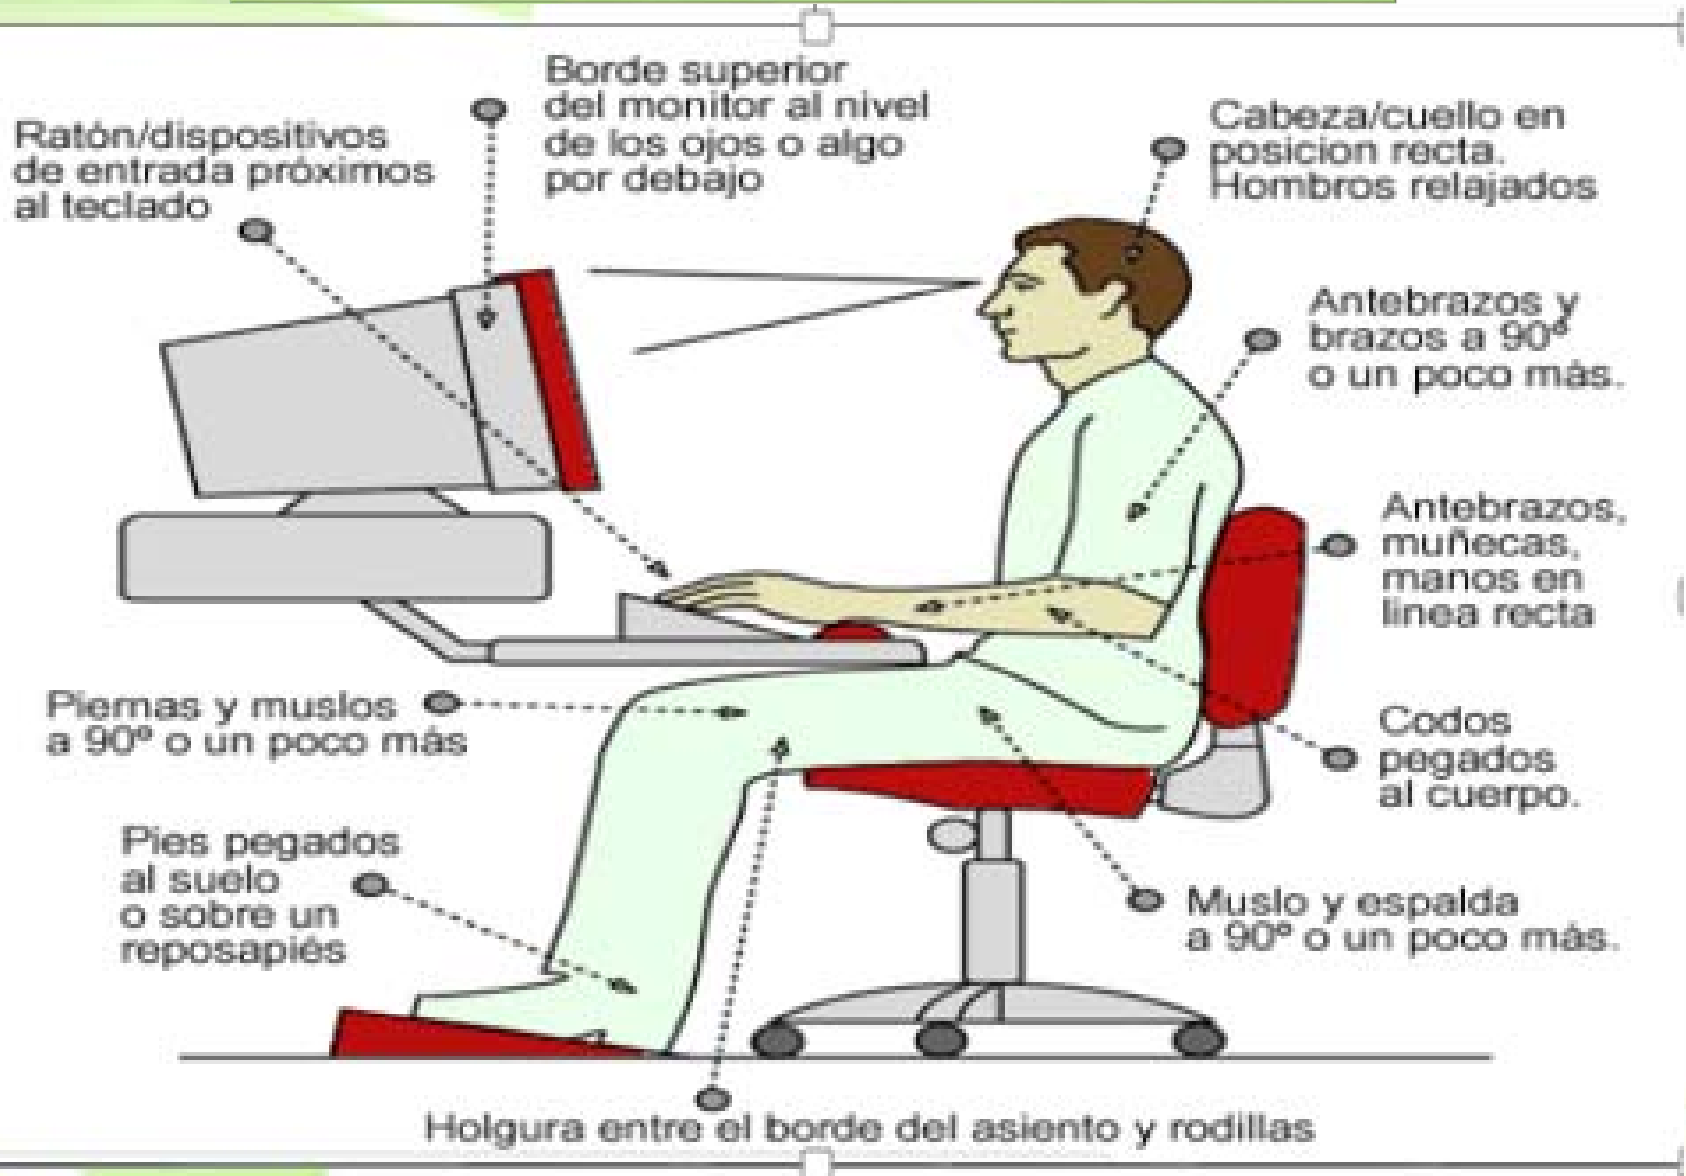 Borde superior
del monitor al nivel
de los ojos o algo
por debajo
Ratón/dispositivos
de entrada próximos
al teclado
Cabeza/cuello en
posicion recta.
Hombros relajados
Antebrazos y
brazos a 90º
o un poco más.
Antebrazos,
muñecas,
manos en
linea recta
Piernas y muslos
a 90º o un poco más
Codos
pegados
al cuerpo.
Pies pegados
al suelo
o sobre un
reposapiés
Muslo y espalda
a 90º o un poco más.
Holgura entre el borde del asiento y rodillas